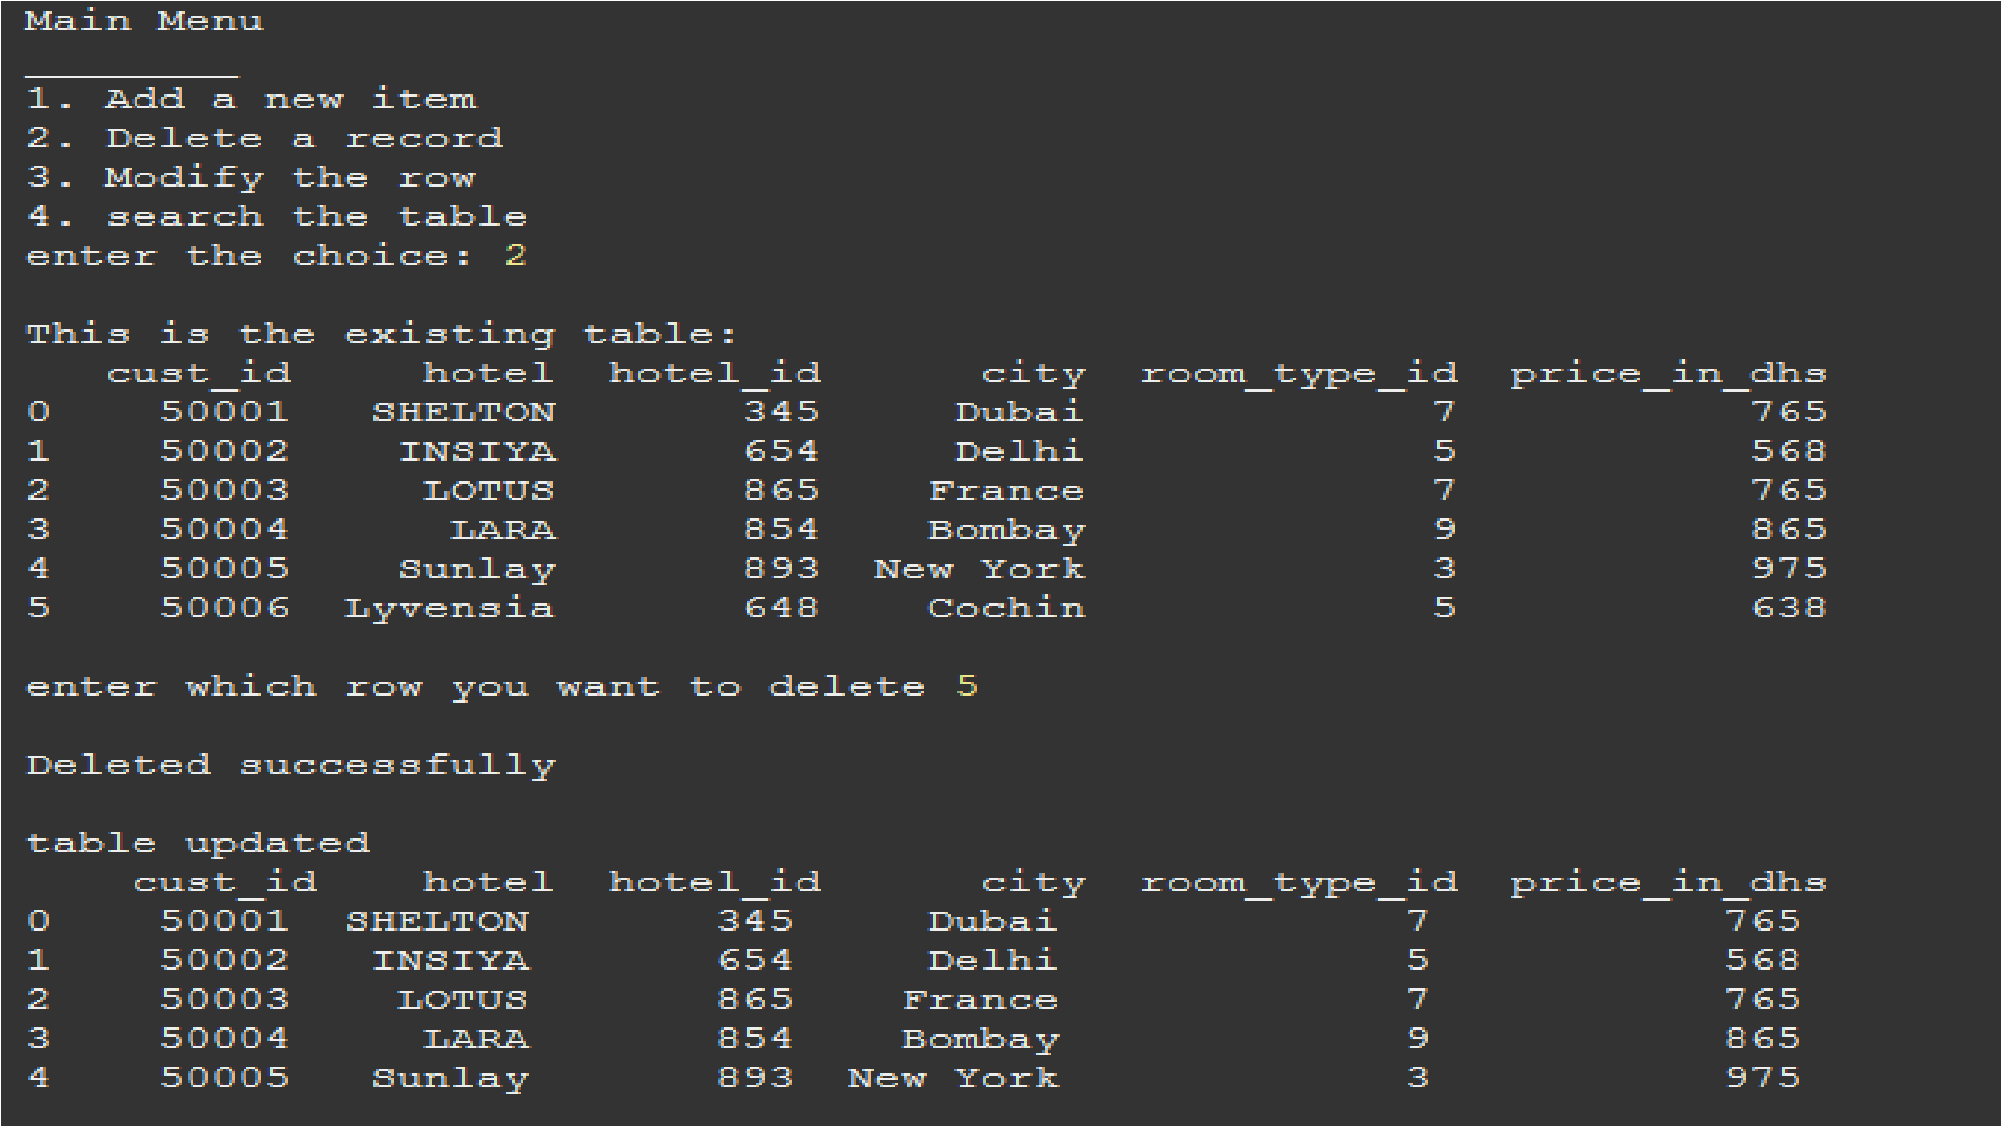 Main Menu
_________
1. Add a new item
2. Delete a record
3. Modify the row
4. search the table
enter the choice: 2
This is the existing table:
cust_id hotel hotel_id city room_type_id price_in_dhs
0 50001 SHELTON 345 Dubai 7 765
1 50002 INSIYA 654 Delhi 5 568
2 50003 LOTUS 865 France 7 765
3 50004 LARA 854 Bombay 9 865
4 50005 Sunlay 893 New York 3 975
5 50006 Lyvensia 648 Cochin 5 638
enter which row you want to delete 5
Deleted successfully
table updated
cust_id hotel hotel_id city room_type_id price_in_dhs
0 50001 SHELTON 345 Dubai 7 765
1 50002 INSIYA 654 Delhi 5 568
2 50003 LOTUS 865 France 7 765
3 50004 LARA 854 Bombay 9 865
4 50005 Sunlay 893 New York 3 975